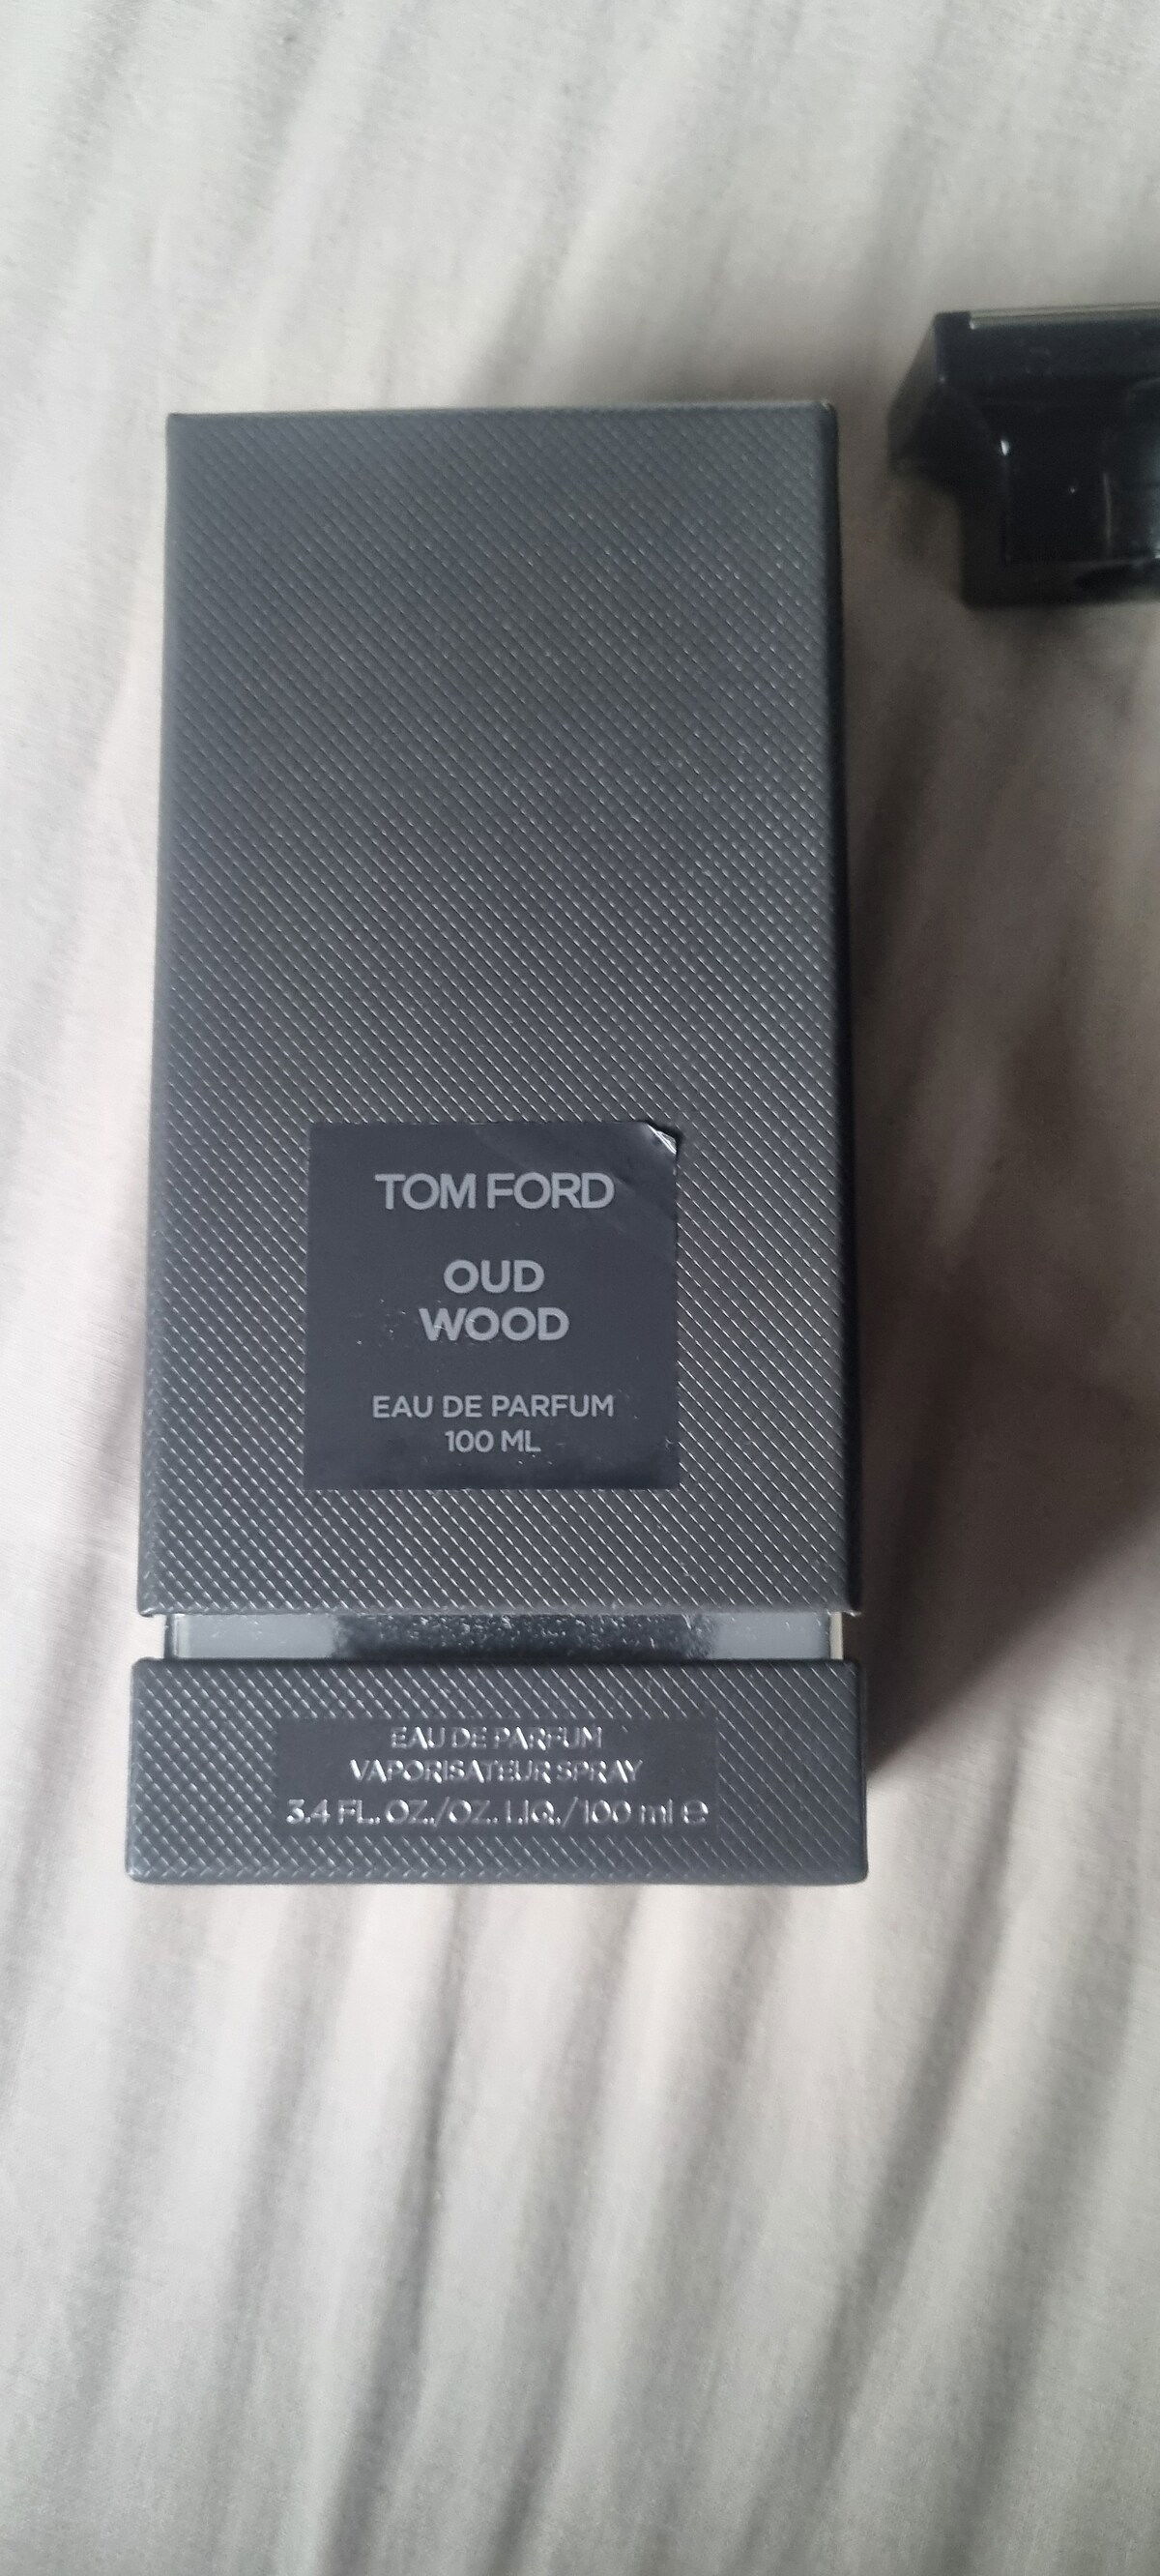 TOM FORD
OUD
WOOD
EAU DE PARFUM
100 ML
EAU DE PARFUM
VAPORISATEUR SPRAY
3.4 FL. OZ./OZ. LIQ./100 ml ℮